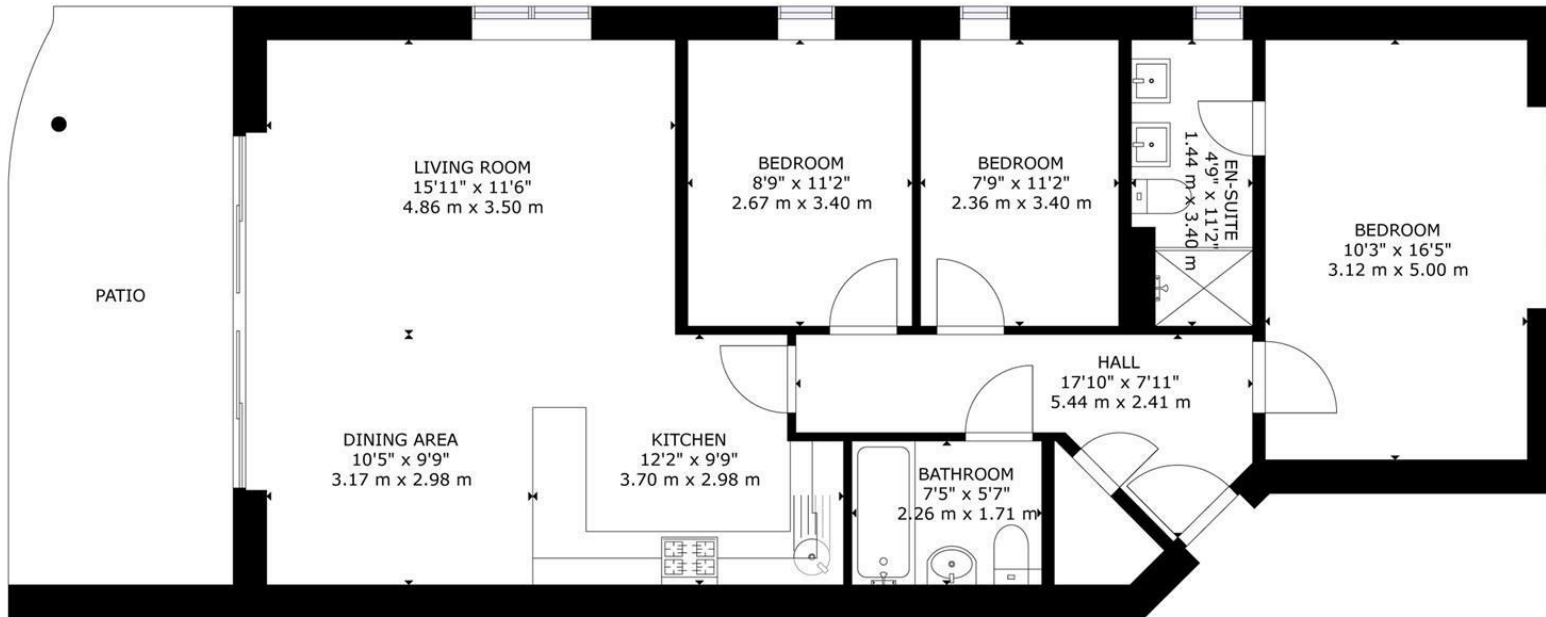 LIVING ROOM
15'11" x 11'6"
4.86 m x 3.50 m
BEDROOM
8'9" x 11'2"
2.67 m x 3.40 m
BEDROOM
7'9" x 11'2"
2.36 m x 3.40 m
EN-SUITE
4'9" x 11'2"
1.44 m x 3.40 m
BEDROOM
10'3" x 16'5"
3.12 m x 5.00 m
PATIO
HALL
17'10" x 7'11"
5.44 m x 2.41 m
DINING AREA
10'5" x 9'9"
3.17 m x 2.98 m
KITCHEN
12'2" x 9'9"
3.70 m x 2.98 m
BATHROOM
7'5" x 5'7"
2.26 m x 1.71 m